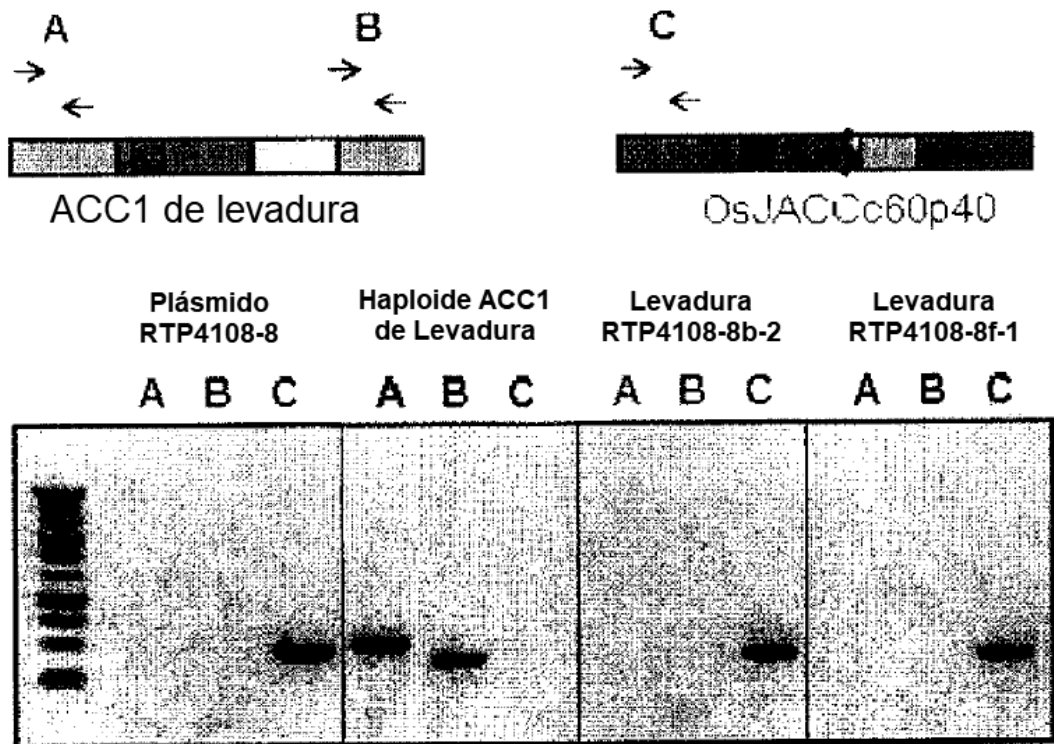 A B C
ACC1 de levadura OsJACCc60p40
Plásmido Haploide ACC1 Levadura Levadura
RTP4108-8 de Levadura RTP4108-8b-2 RTP4108-8f-1
A B C A B C A B C A B C